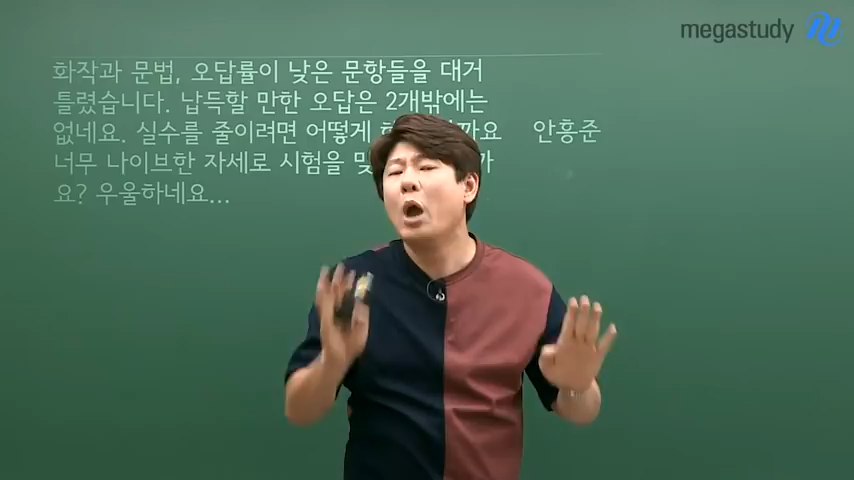 megastudy
화작과 문법, 오답률이 낮은 문항들을 대거
틀렸습니다. 납득할 만한 오답은 2개밖에는
없네요. 실수를 줄이려면 어떻게 안흥준
너무 나이브한 자세로 시험을
요? 우울하네요...